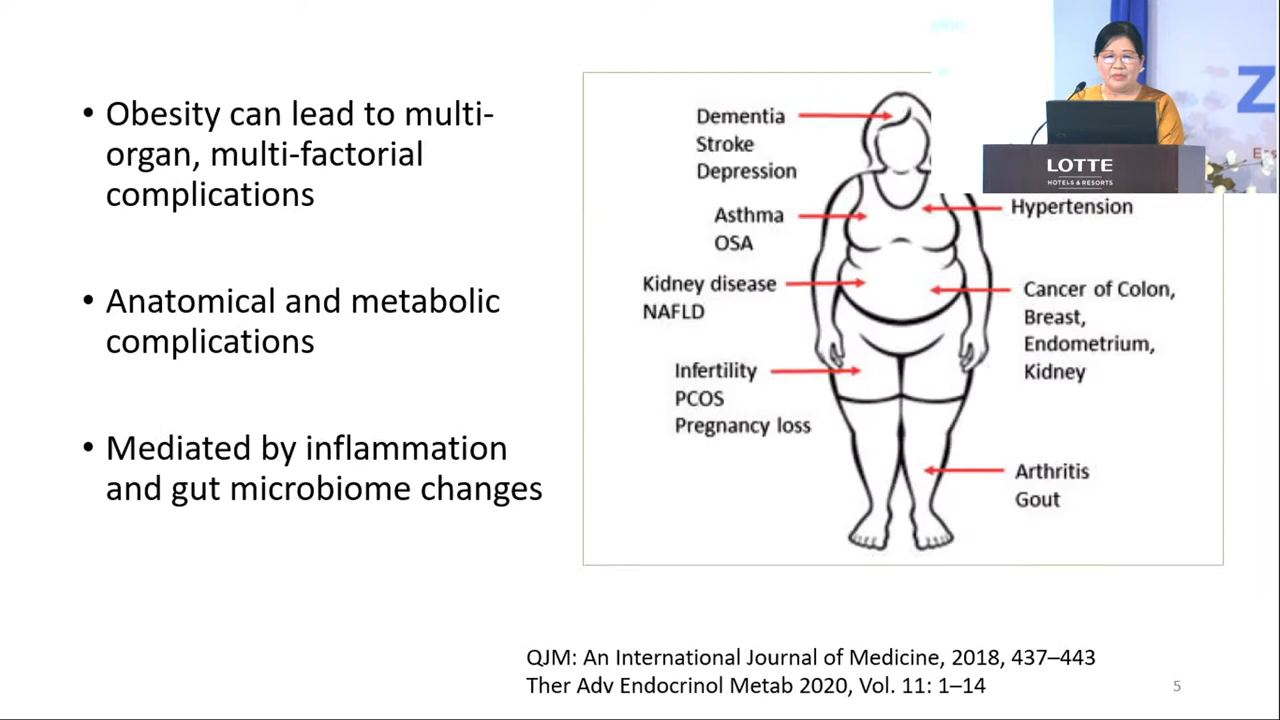 • Obesity can lead to multi-
organ, multi-factorial
complications
• Anatomical and metabolic
complications
• Mediated by inflammation
and gut microbiome changes
Dementia
Stroke
Depression
Asthma
OSA
Kidney disease
NAFLD
Infertility
PCOS
Pregnancy loss
Hypertension
Cancer of Colon,
Breast,
Endometrium,
Kidney
Arthritis
Gout
LOTTE
HOTELS & RESORTS
Z
QJM: An International Journal of Medicine, 2018, 437–443
Ther Adv Endocrinol Metab 2020, Vol. 11: 1–14
5